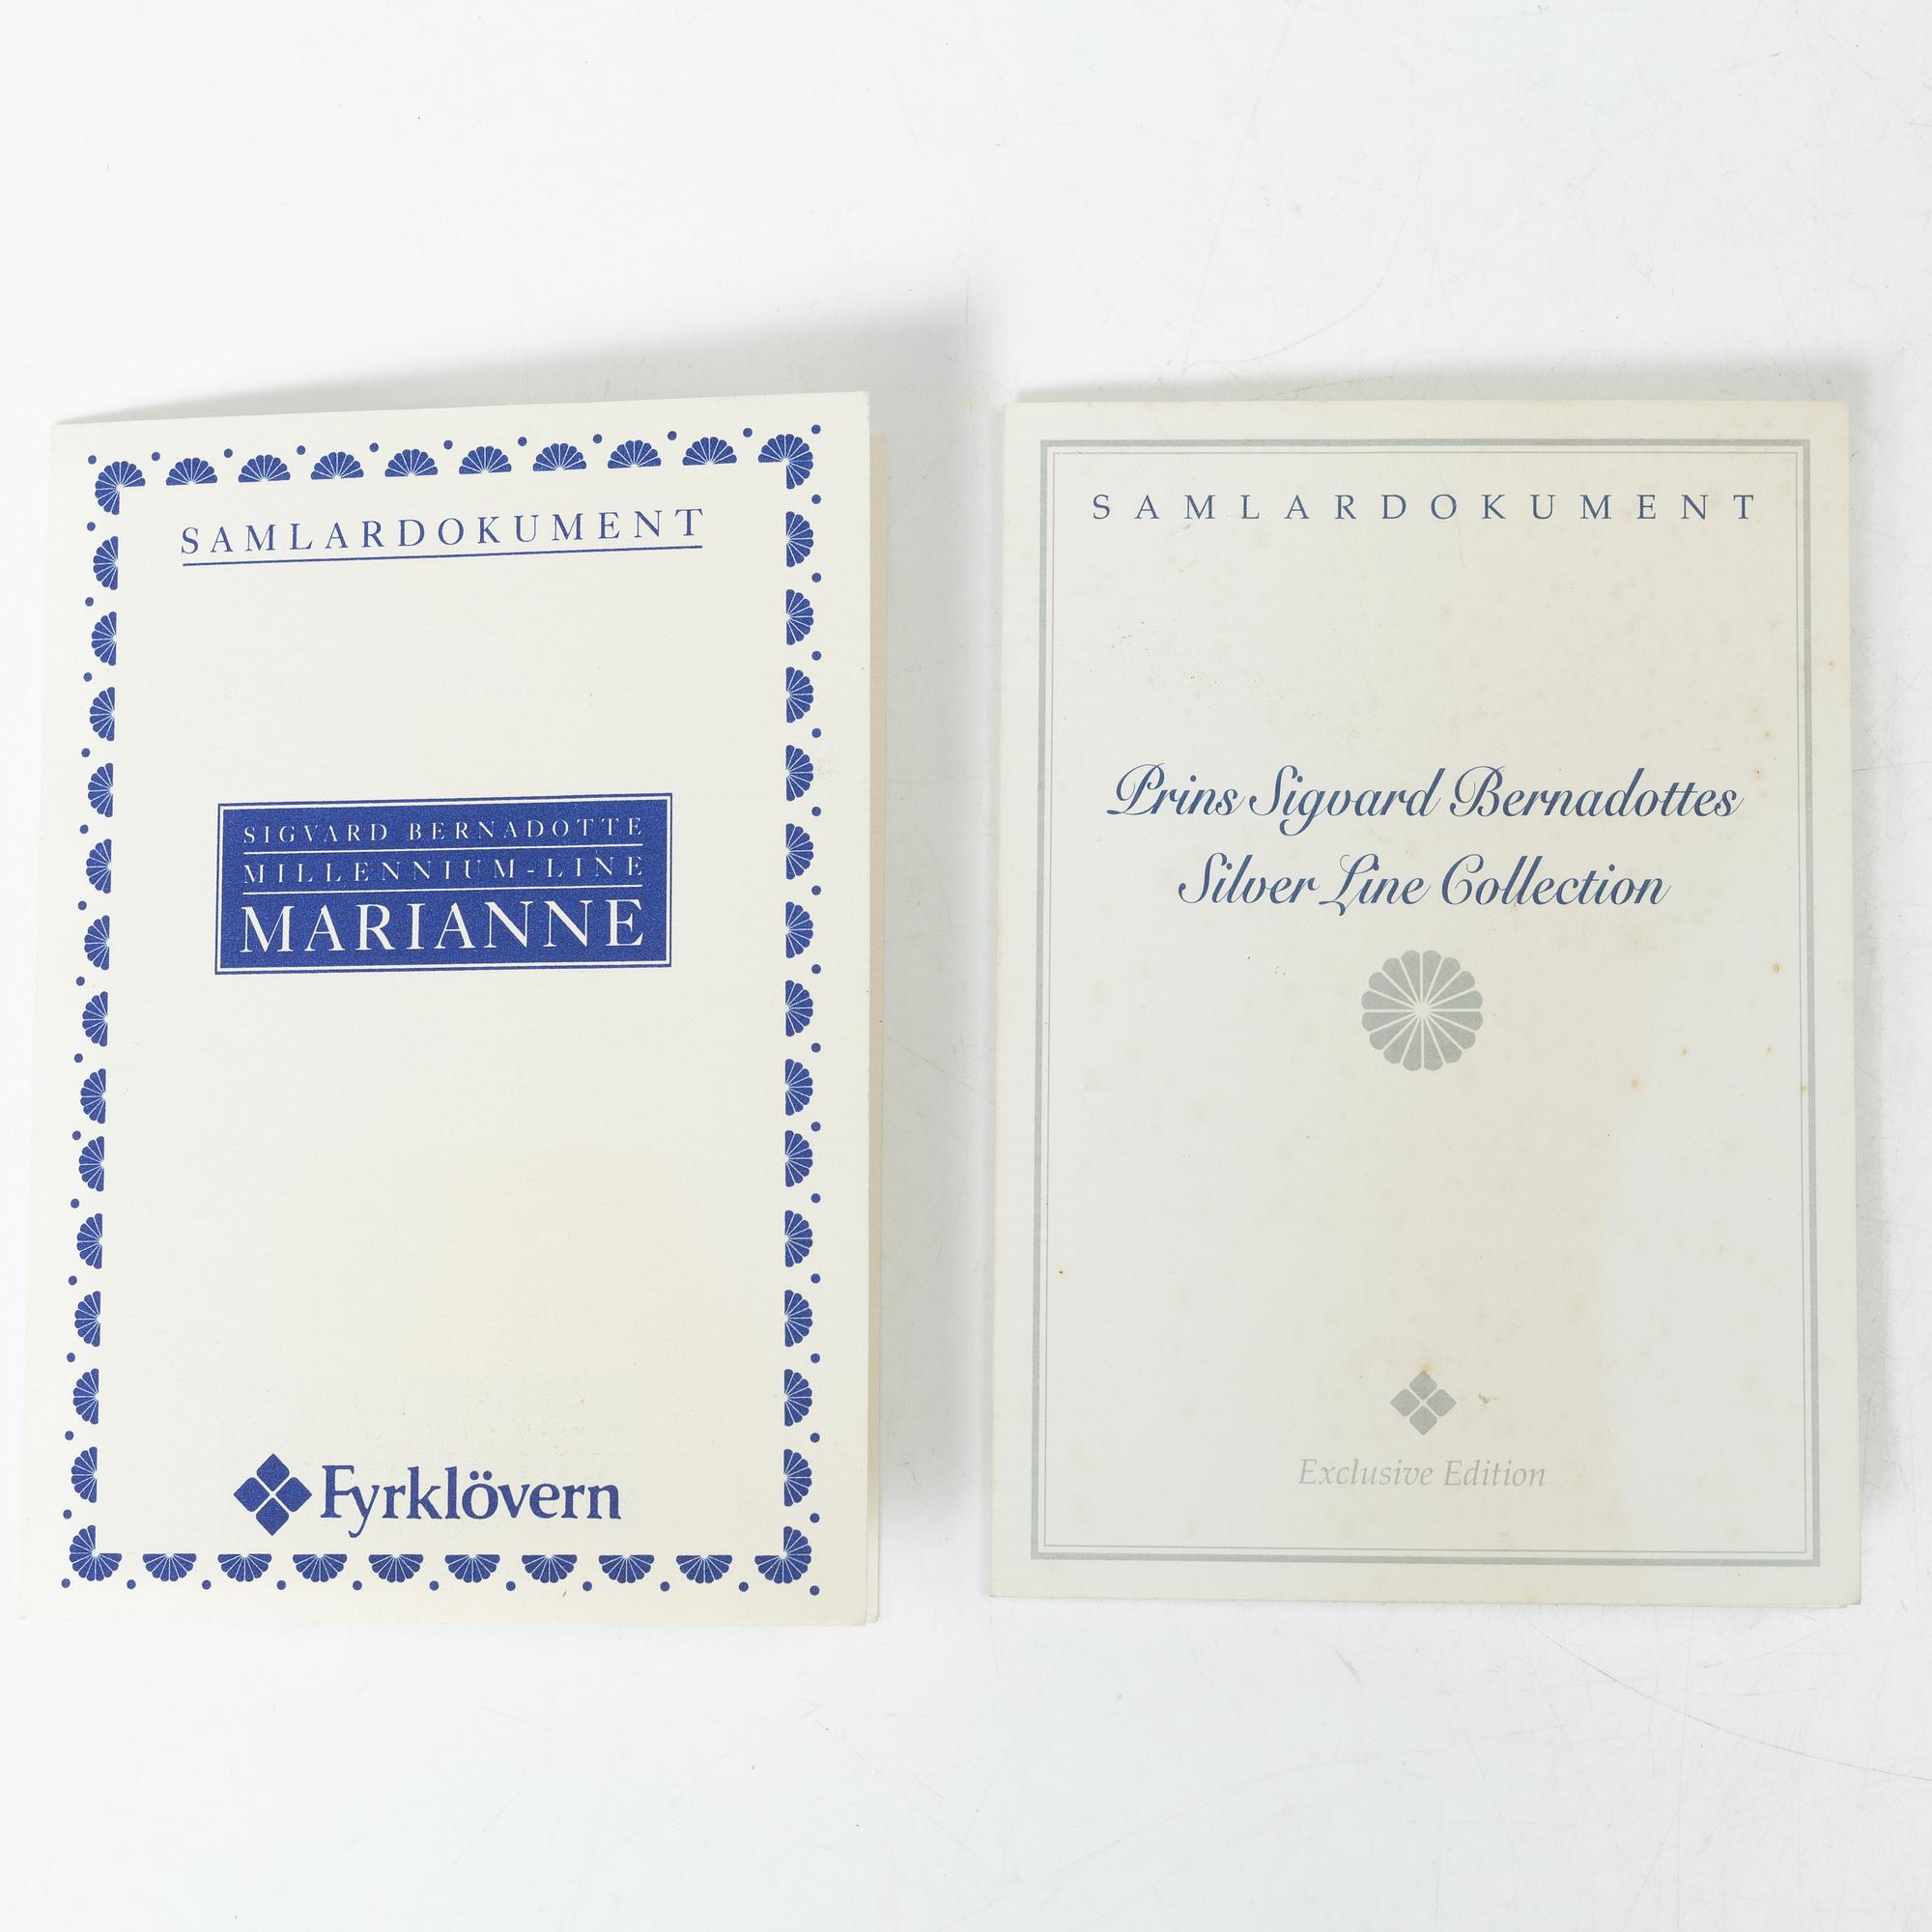 SAMLARDOKUMENT
SIGVARD BERNADOTTE
MILLENNIUM-LINE
MARIANNE
Fyrklövern
SAMLARDOKUMENT
Prins Sigvard Bernadottes
Silver Line Collection
Exclusive Edition